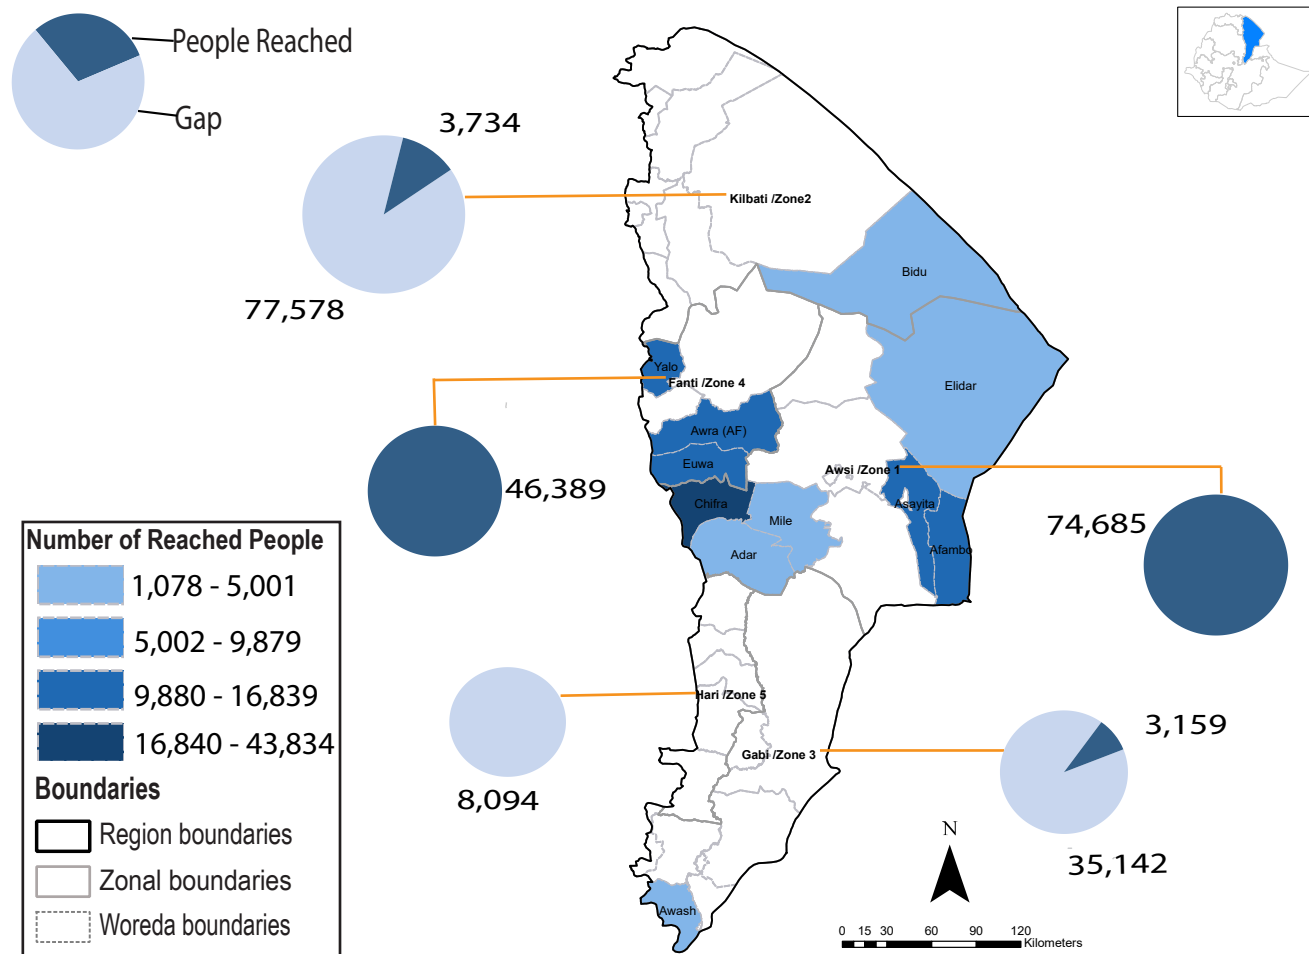 People Reached
Gap
3,734
77,578
Kilbati /Zone2
Bidu
Yalo
Fanti /Zone 4
Elidar
Awra (AF)
Euwa
Awsi /Zone 1
46,389
Chifra
Asayita
Mile
74,685
Adar
Afambo
Number of Reached People
1,078 - 5,001
5,002 - 9,879
9,880 - 16,839
16,840 - 43,834
Boundaries
Region boundaries
Zonal boundaries
Woreda boundaries
Hari /Zone 5
8,094
Gabi /Zone 3
3,159
35,142
Awash
N
0 15 30 60 90 120
Kilometers